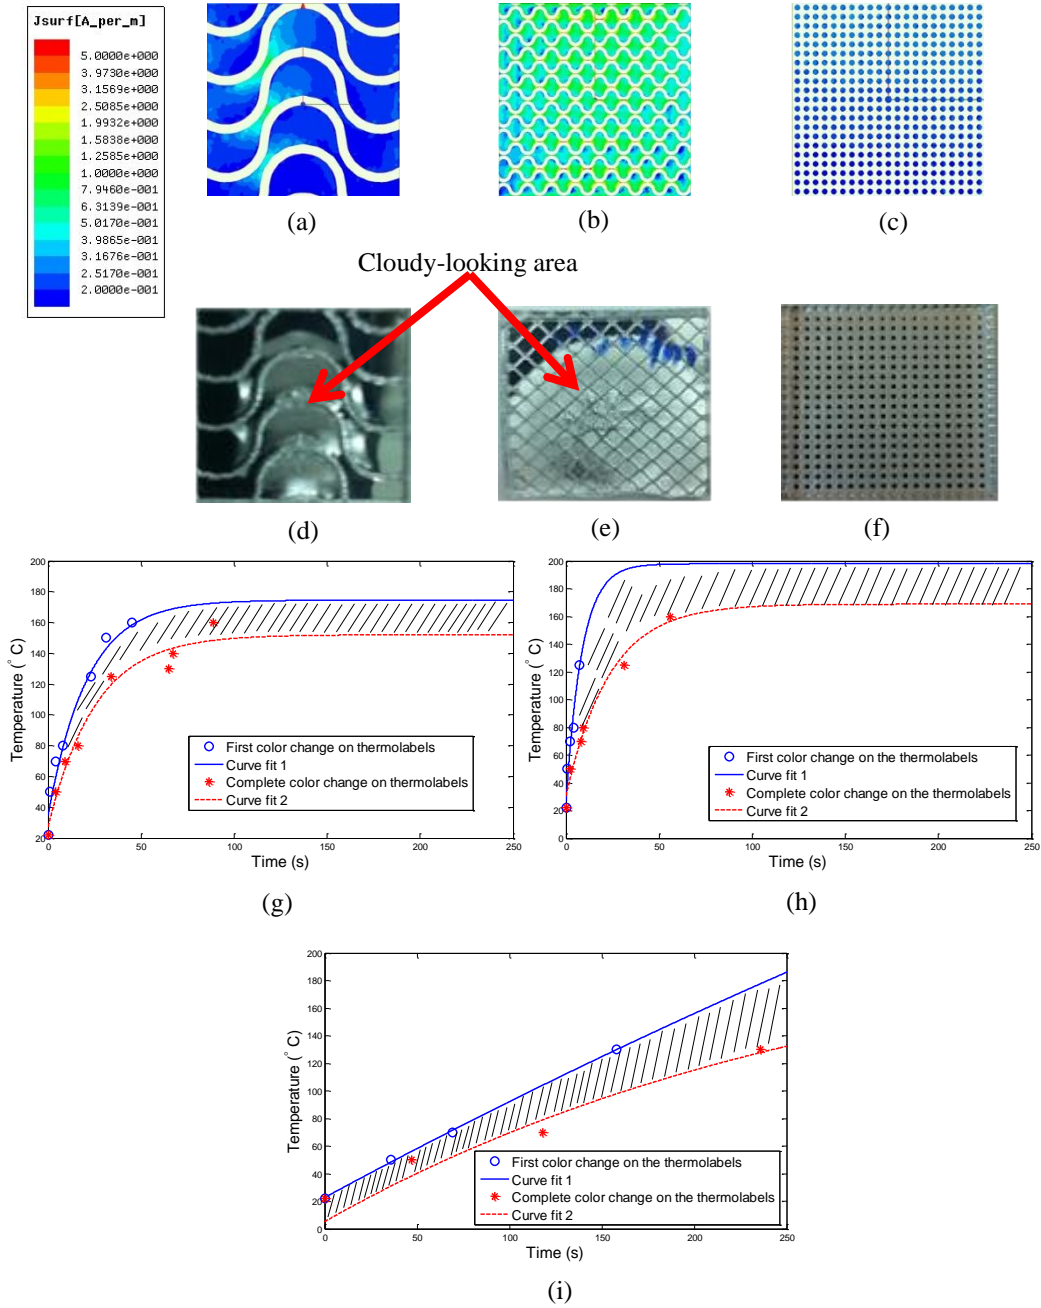 Jsurf[A_per_m]
5.0000e+000
3.9730e+000
3.1569e+000
2.5085e+000
1.9932e+000
1.5838e+000
1.2585e+000
1.0000e+000
7.9460e-001
6.3139e-001
5.0170e-001
3.9865e-001
3.1676e-001
2.5170e-001
2.0000e-001
(a)
(b)
(c)
Cloudy-looking area
(d)
(e)
(f)
200
180
160
140
120
100
80
60
40
20
Temperature (° C)
First color change on thermolabels
Curve fit 1
Complete color change on thermolabels
Curve fit 2
0 50 100 150 200 250
Time (s)
(g)
200
180
160
140
120
100
80
60
40
20
0
Temperature (° C)
First color change on the thermolabels
Curve fit 1
Complete color change on the thermolabels
Curve fit 2
0 50 100 150 200 250
Time (s)
(h)
200
180
160
140
120
100
80
60
40
20
0
Temperature (° C)
First color change on the thermolabels
Curve fit 1
Complete color change on the thermolabels
Curve fit 2
0 50 100 150 200 250
Time (s)
(i)